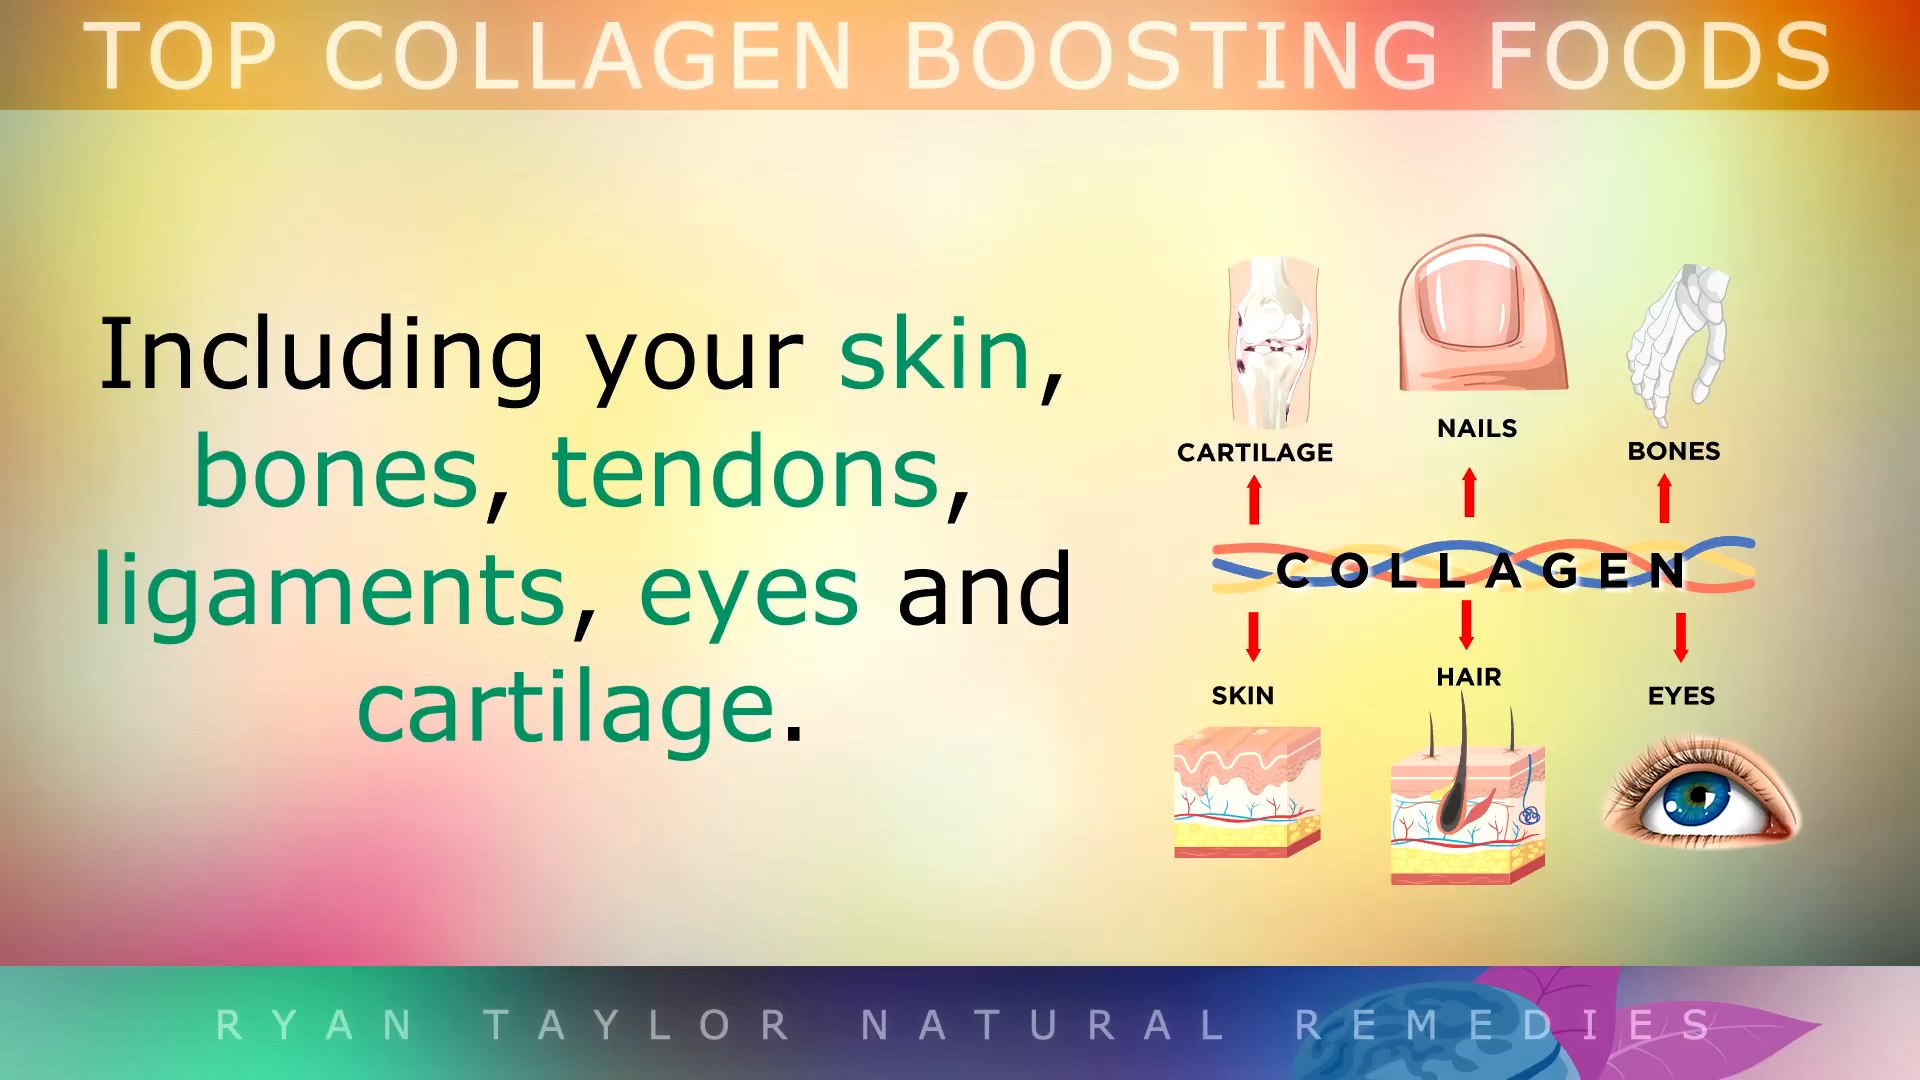 TOP COLLAGEN BOOSTING FOODS
Including your skin,
bones, tendons,
ligaments, eyes and
cartilage.
CARTILAGE
NAILS
BONES
COLLAGEN
SKIN
HAIR
EYES
RYAN TAYLOR NATURAL REMEDIES